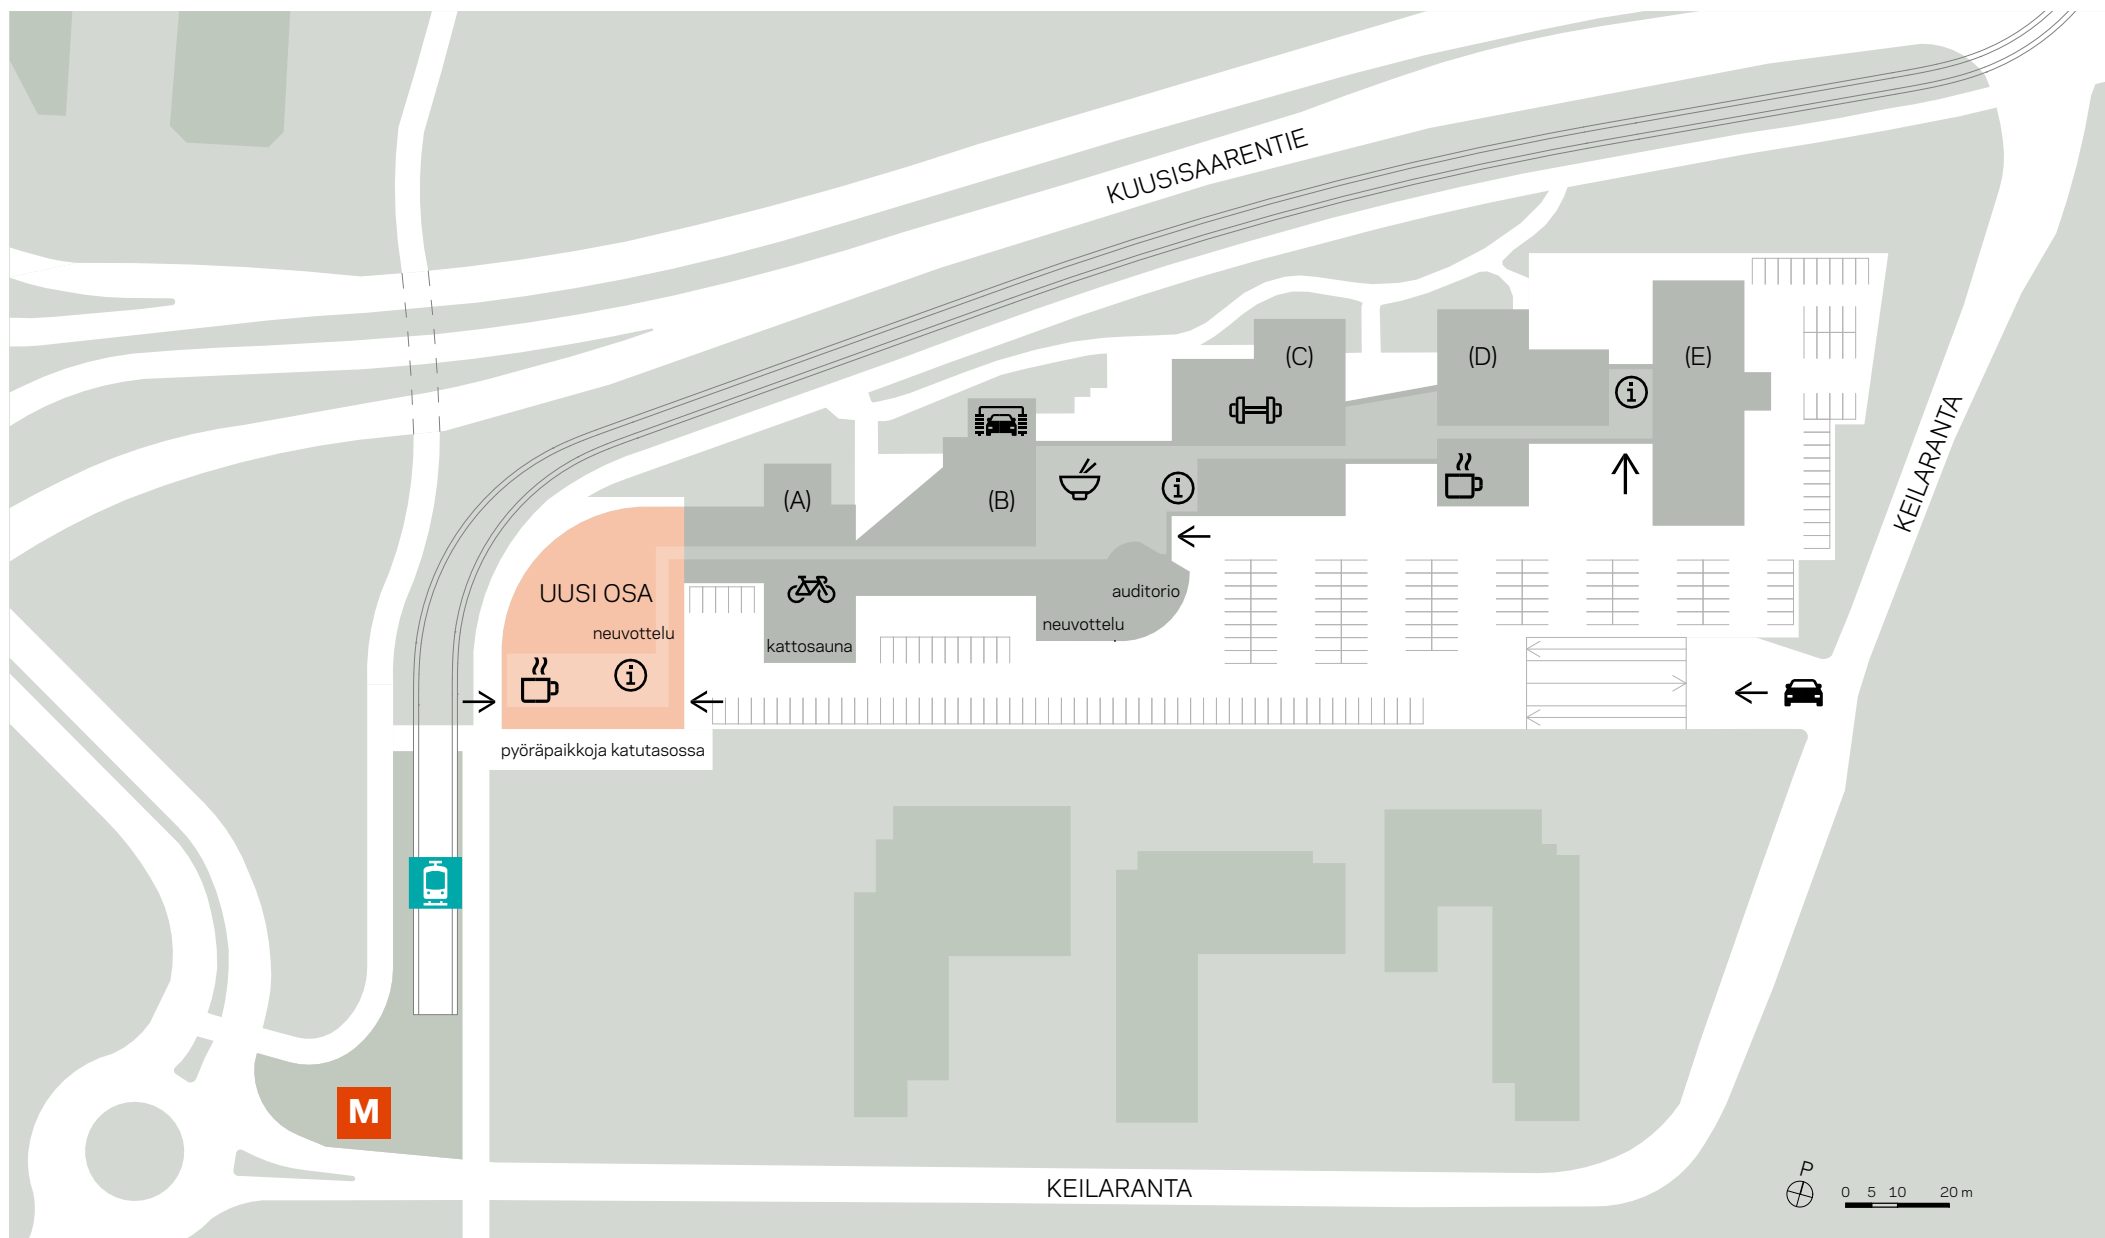 KUUSISAARENTIE
(C)
(D)
(E)
(A)
(B)
KEILARANTA
UUSI OSA
auditorio
neuvottelu
neuvottelu
kattosauna
pyöräpaikkoja katutasossa
M
KEILARANTA
P
0 5 10 20 m